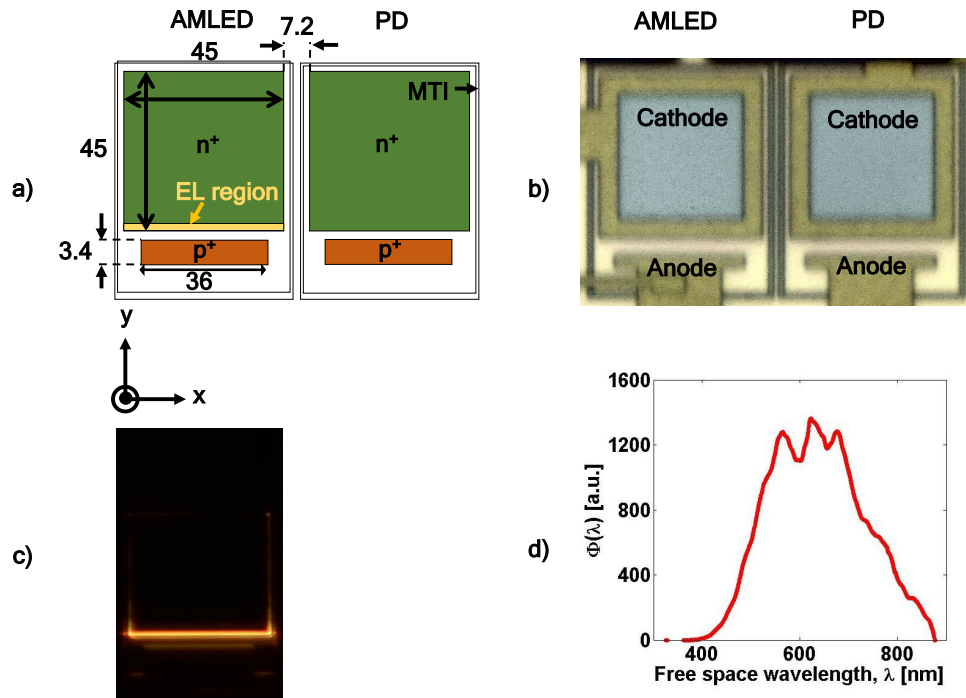 AMLED
PD
7.2
45
MTI
45
n⁺
n⁺
EL region
a)
3.4
p⁺
36
y
x
AMLED
PD
Cathode
Cathode
b)
Anode
Anode
c)
d)
1600
1200
800
400
0
Φ(λ) [a.u.]
400
600
800
Free space wavelength, λ [nm]